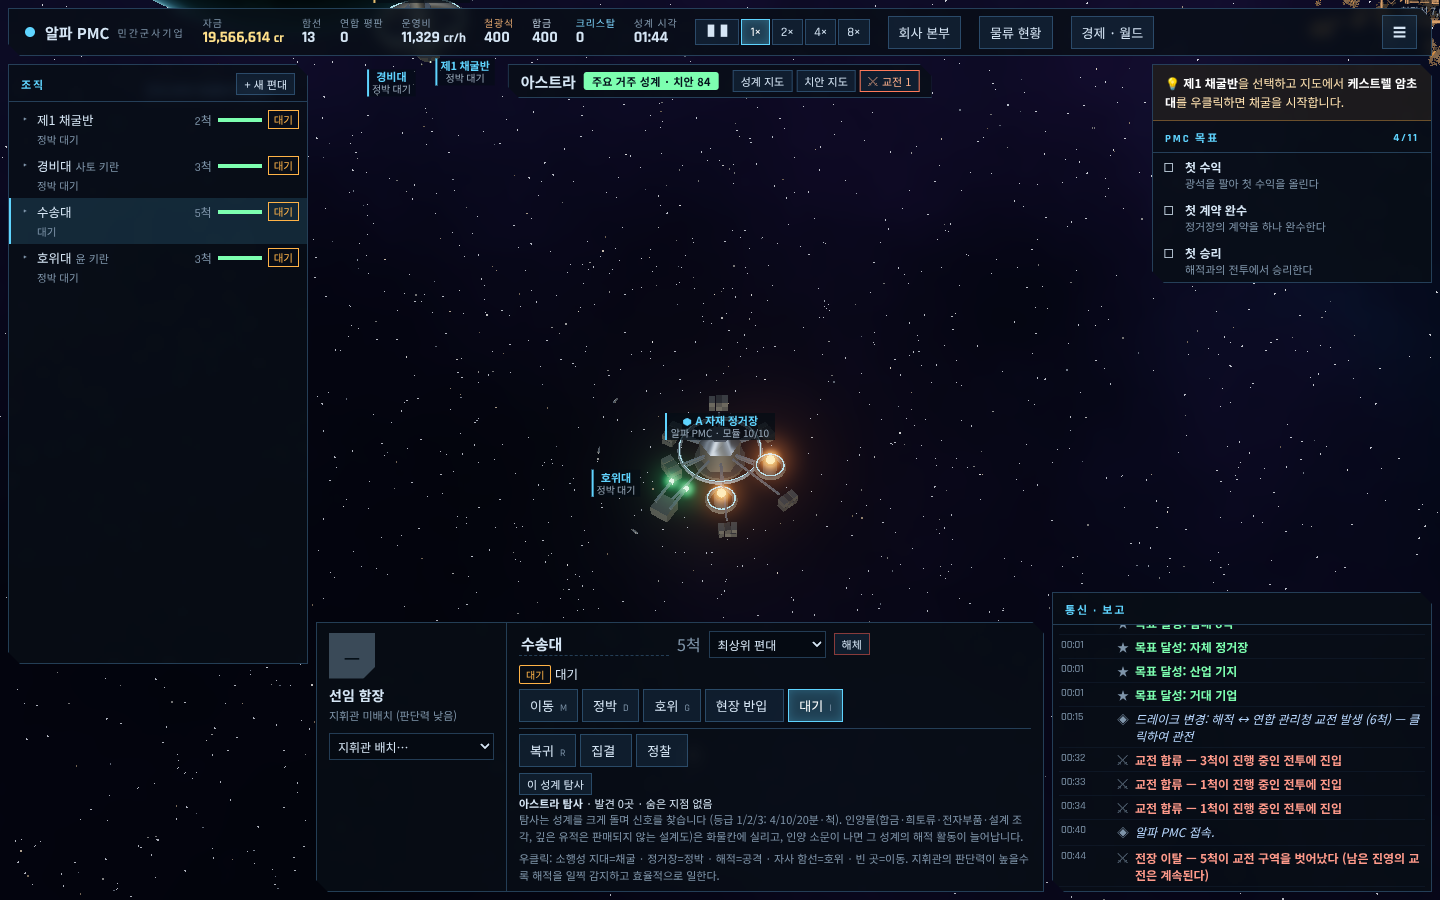 알파 PMC 민간군사기업
자금 19,566,614 cr
함선 13
연합 평판 0
운영비 11,329 cr/h
철광석 400
합금 400
크리스탈 0
성계 시각 01:44
1× 2× 4× 8×
회사 본부 물류 현황 경제 · 월드
조직 + 새 편대
제1 채굴반 2척 대기
정박 대기
경비대 사토 키란 3척 대기
정박 대기
수송대 5척 대기
대기
호위대 윤 키란 3척 대기
정박 대기
경비대
정박 대기
제1 채굴반
정박 대기
아스트라 주요 거주 성계 · 치안 84 성계 지도 치안 지도 ⚔ 교전 1
💡 제1 채굴반을 선택하고 지도에서 케스트렐 암초
대를 우클릭하면 채굴을 시작합니다.
PMC 목표 4/11
☐ 첫 수익
광석을 팔아 첫 수익을 올린다
☐ 첫 계약 완수
정거장의 계약을 하나 완수한다
☐ 첫 승리
해적과의 전투에서 승리한다
⬢ A 자재 정거장
알파 PMC · 모듈 10/10
호위대
정박 대기
—
선임 함장
지휘관 미배치 (판단력 낮음)
지휘관 배치…
수송대 5척 최상위 편대 해체
대기 대기
이동 M 정박 D 호위 G 현장 반입 대기 I
복귀 R 집결 정찰
이 성계 탐사
아스트라 탐사 · 발견 0곳 · 숨은 지점 없음
탐사는 성계를 크게 돌며 신호를 찾습니다 (등급 1/2/3: 4/10/20분·척). 인양물(합금·희토류·전자부품·설계 조
각, 깊은 유적은 판매되지 않는 설계도)은 화물칸에 실리고, 인양 소문이 나면 그 성계의 해적 활동이 늘어납니다.
우클릭: 소행성 지대=채굴 · 정거장=정박 · 해적=공격 · 자사 함선=호위 · 빈 곳=이동. 지휘관의 판단력이 높을수
록 해적을 일찍 감지하고 효율적으로 일한다.
통신 · 보고
00:01 ★ 목표 달성: 자체 정거장
00:01 ★ 목표 달성: 산업 기지
00:01 ★ 목표 달성: 거대 기업
00:15 ◈ 드레이크 변경: 해적 ↔ 연합 관리청 교전 발생 (6척) — 클
릭하여 관전
00:32 ⚔ 교전 합류 — 3척이 진행 중인 전투에 진입
00:33 ⚔ 교전 합류 — 1척이 진행 중인 전투에 진입
00:34 ⚔ 교전 합류 — 1척이 진행 중인 전투에 진입
00:40 ◈ 알파 PMC 접속.
00:44 ⚔ 전장 이탈 — 5척이 교전 구역을 벗어났다 (남은 진영의 교
전은 계속된다)